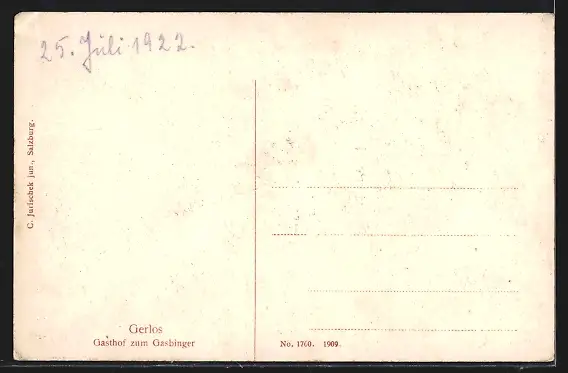 25. Juli 1922.
C. Jurischek jun., Salzburg.
Gerlos
Gasthof zum Gasbinger
No. 1760. 1909.